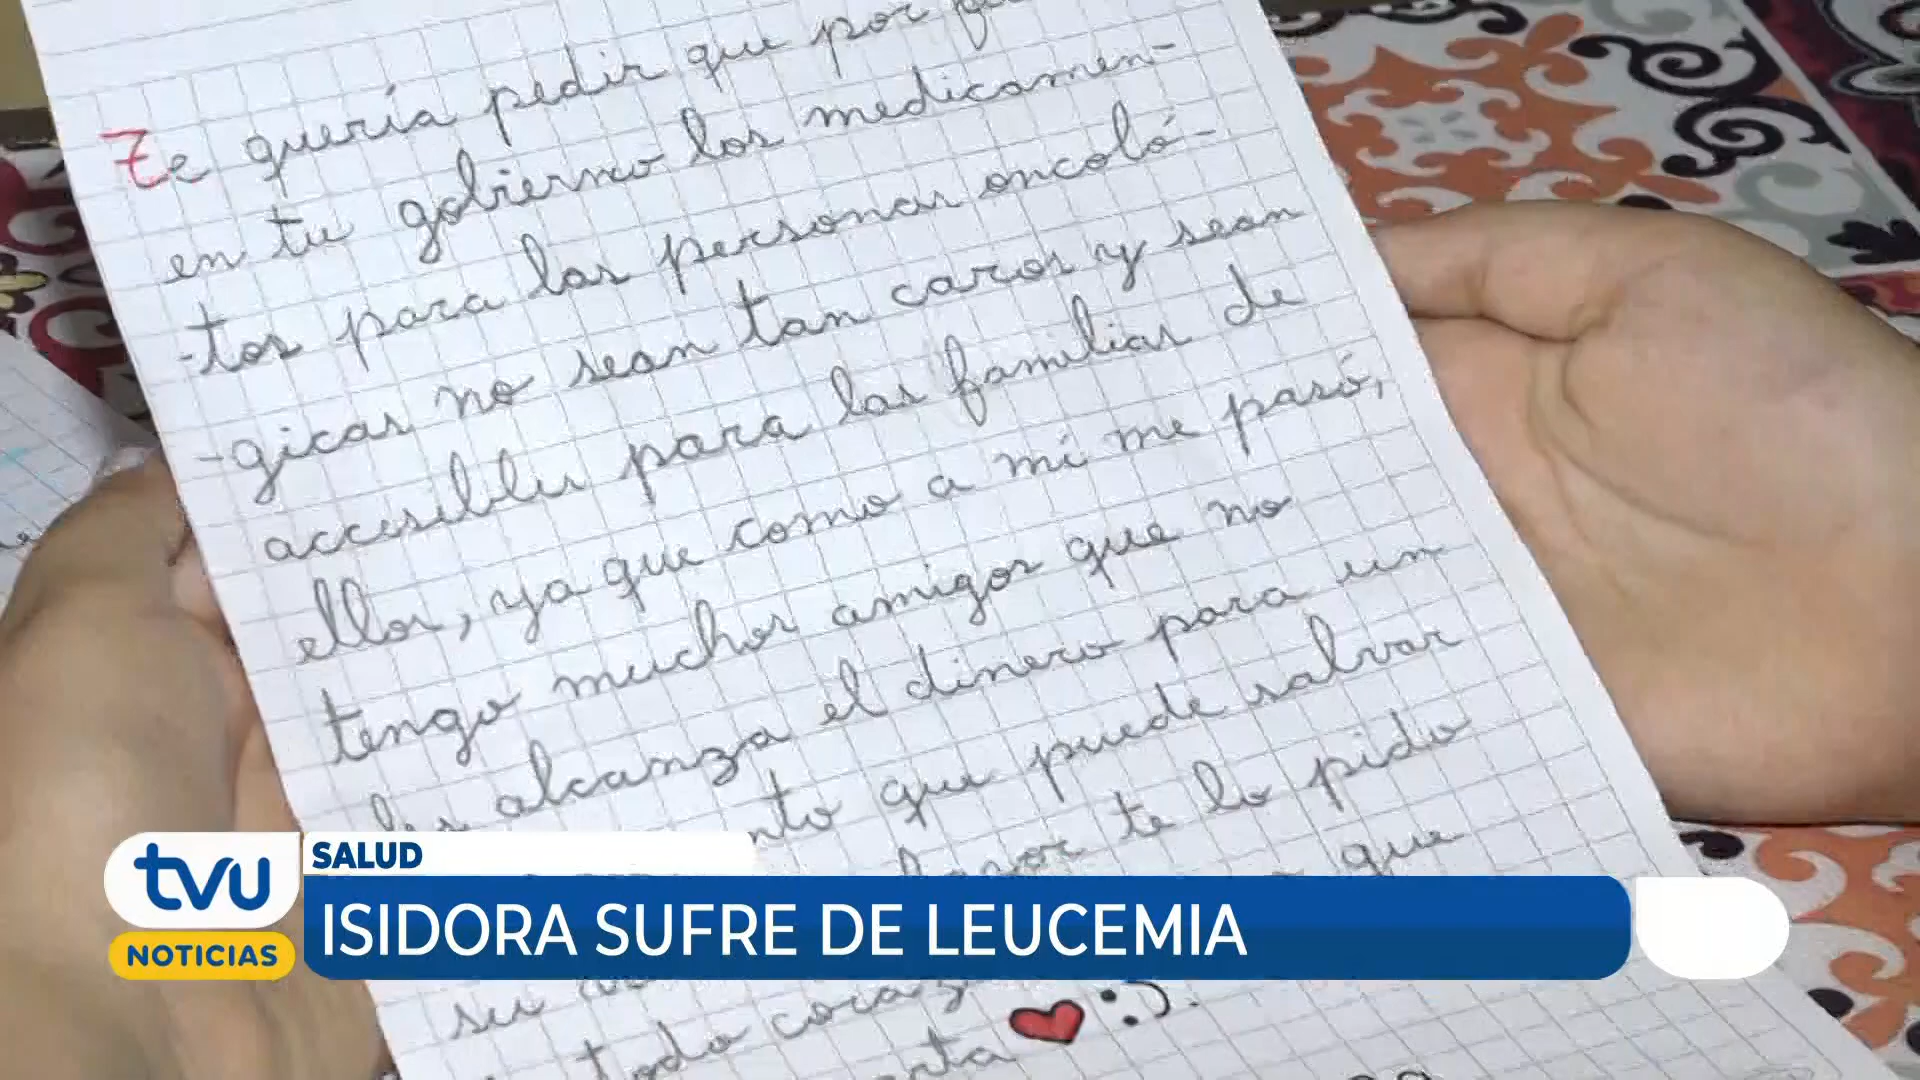 Te quería pedir que por
en tu gobierno los medicamen-
-tos para las personas oncoló-
-gicas no sean tan caros y sean
accesibles para las familias de
ellos, ya que como a mí me pasó,
tengo muchos amigos que no
les alcanza el dinero para un
nto que puede salvar
te lo pido
que
su
todo
SALUD
ISIDORA SUFRE DE LEUCEMIA
tvu
NOTICIAS